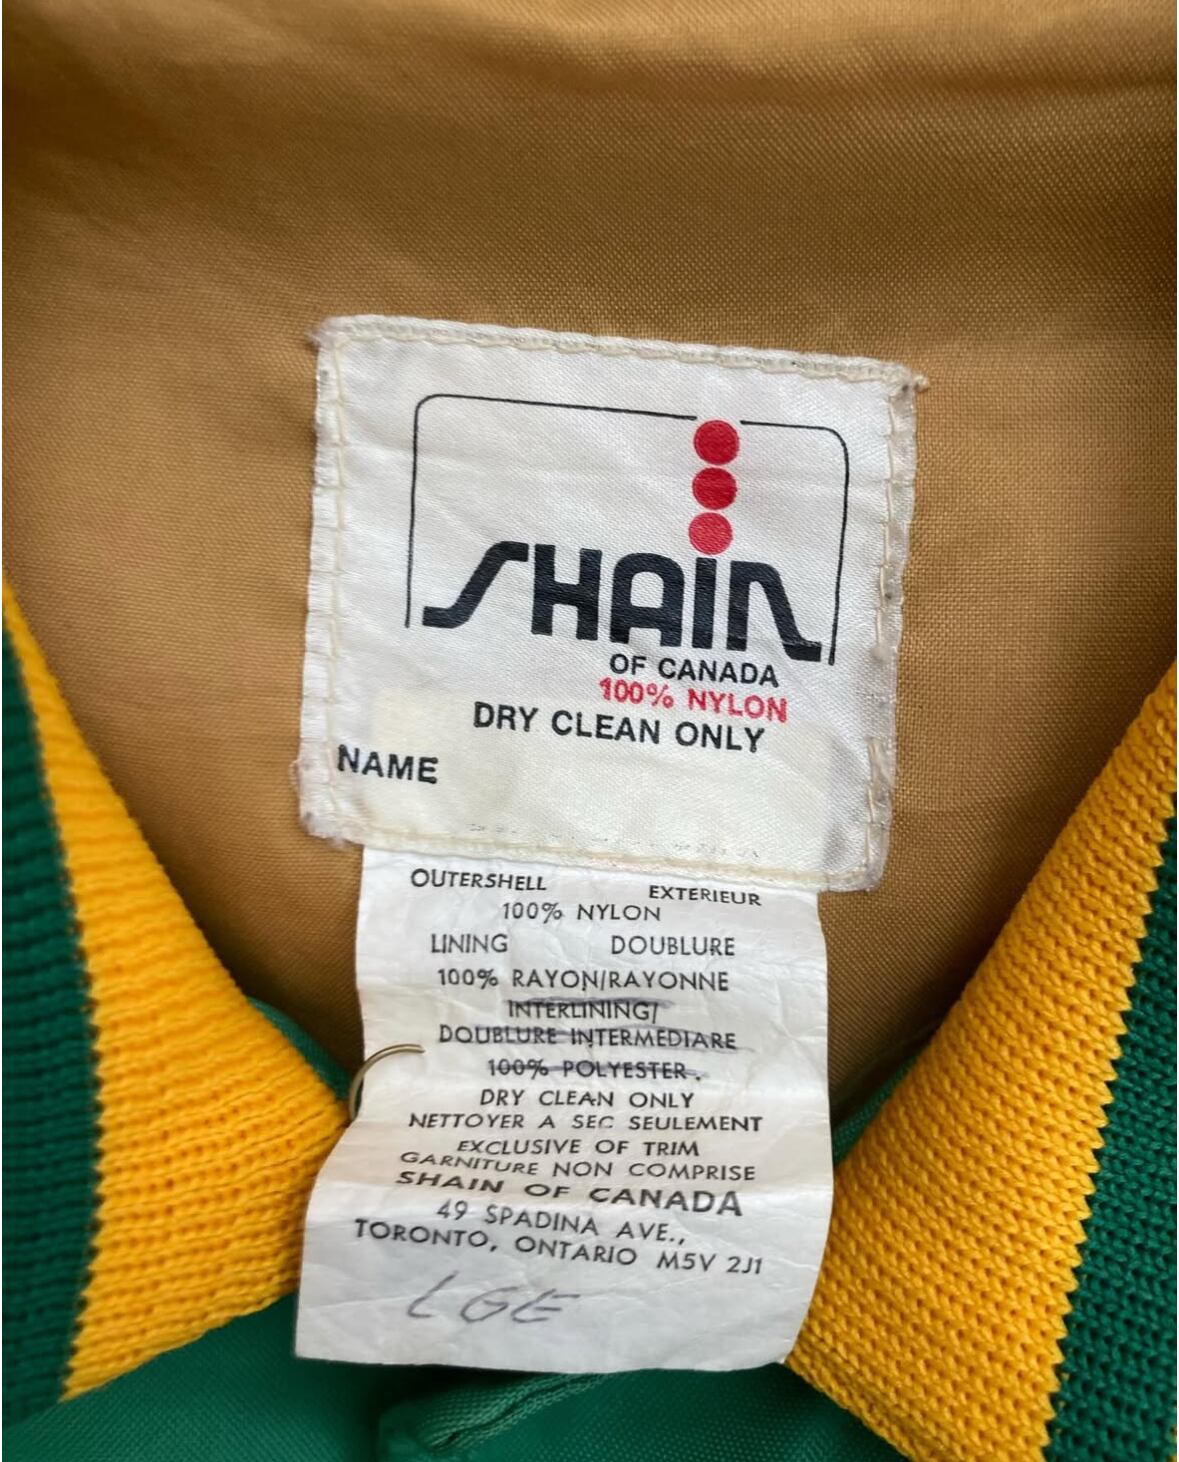 SHAIN
OF CANADA
100% NYLON
DRY CLEAN ONLY
NAME
OUTERSHELL EXTERIEUR
100% NYLON
LINING DOUBLURE
100% RAYON/RAYONNE
INTERLINING/
DOUBLURE INTERMEDIARE
100% POLYESTER.
DRY CLEAN ONLY
NETTOYER A SEC SEULEMENT
EXCLUSIVE OF TRIM
GARNITURE NON COMPRISE
SHAIN OF CANADA
49 SPADINA AVE.,
TORONTO, ONTARIO M5V 2J1
LGE